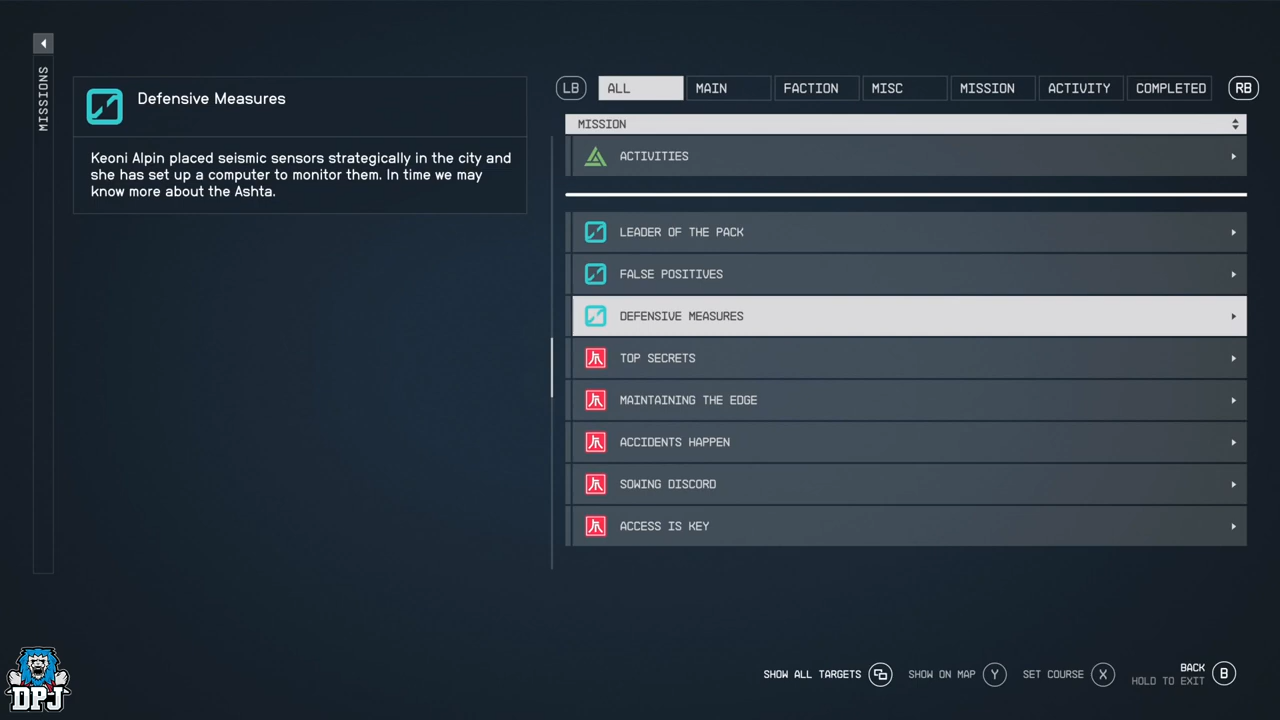 MISSIONS
Defensive Measures
Keoni Alpin placed seismic sensors strategically in the city and
she has set up a computer to monitor them. In time we may
know more about the Ashta.
LB ALL MAIN FACTION MISC MISSION ACTIVITY COMPLETED RB
MISSION
ACTIVITIES
LEADER OF THE PACK
FALSE POSITIVES
DEFENSIVE MEASURES
TOP SECRETS
MAINTAINING THE EDGE
ACCIDENTS HAPPEN
SOWING DISCORD
ACCESS IS KEY
SHOW ALL TARGETS SHOW ON MAP Y SET COURSE X BACK B
HOLD TO EXIT
DPJ